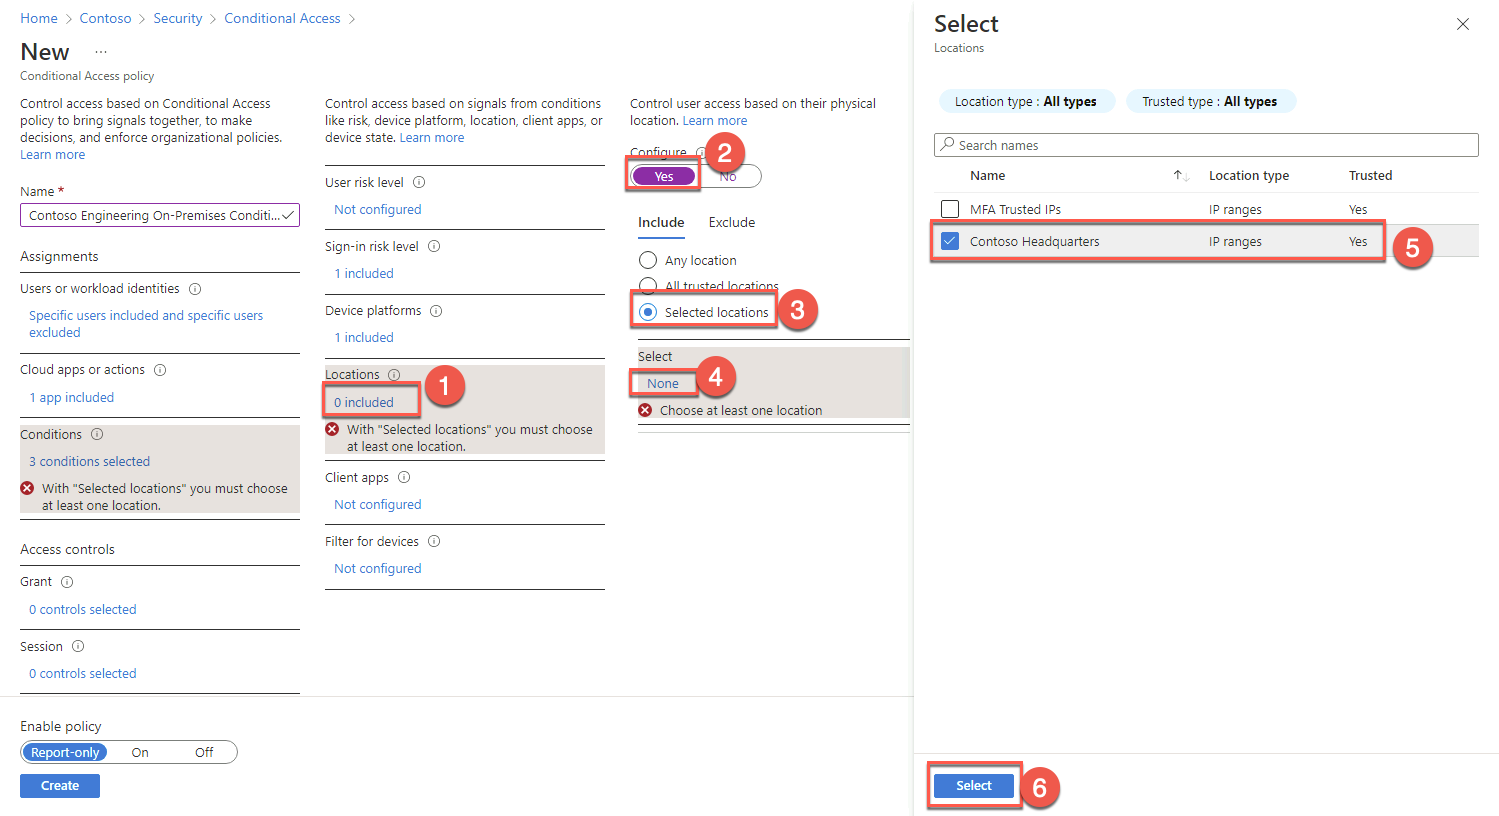 Home > Contoso > Security > Conditional Access >
New ...
Conditional Access policy
Control access based on Conditional Access
policy to bring signals together, to make
decisions, and enforce organizational policies.
Learn more
Name *
Contoso Engineering On-Premises Conditi...
Assignments
Users or workload identities
Specific users included and specific users
excluded
Cloud apps or actions
1 app included
Conditions
3 conditions selected
With "Selected locations" you must choose
at least one location.
Access controls
Grant
0 controls selected
Session
0 controls selected
Enable policy
Report-only On Off
Create
Control access based on signals from conditions
like risk, device platform, location, client apps, or
device state. Learn more
User risk level
Not configured
Sign-in risk level
1 included
Device platforms
1 included
Locations
1
0 included
With "Selected locations" you must choose
at least one location.
Client apps
Not configured
Filter for devices
Not configured
Control user access based on their physical
location. Learn more
Configure
2
Yes No
Include Exclude
Any location
All trusted locations
Selected locations
3
Select
None
4
Choose at least one location
Select
Locations
Location type : All types Trusted type : All types
Search names
Name Location type Trusted
MFA Trusted IPs IP ranges Yes
Contoso Headquarters IP ranges Yes
5
Select
6